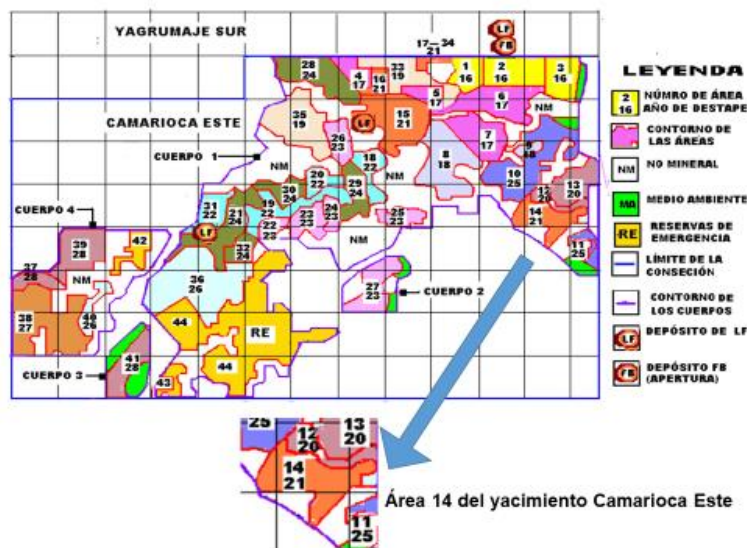 YAGRUMAJE SUR
LF
FB
17-34
21
28
24
4
17
16
21
33
19
1
16
2
16
3
16
5
17
6
17
NM
CAMARIOCA ESTE
35
19
26
23
LF
15
21
7
17
9
18
CUERPO 1
NM
18
22
8
18
10
25
31
22
20
22
30
24
29
24
12
20
13
20
CUERPO 4
21
24
19
22
22
23
23
23
24
23
25
23
14
21
39
28
42
LF
32
24
NM
11
25
37
28
NM
36
26
27
23
CUERPO 2
38
27
40
26
44
RE
CUERPO 3
41
28
43
44
LEYENDA
2
16
NÚMRO DE ÁREA
AÑO DE DESTAPE
CONTORNO DE
LAS ÁREAS
NM
NO MINERAL
MA
MEDIO AMBIENTE
RE
RESERVAS DE
EMERGENCIA
LÍMITE DE LA
CONSECIÓN
CONTORNO DE
LOS CUERPOS
LF
DEPÓSITO DE LF
FB
DEPÓSITO FB
(APERTURA)
25
12
20
13
20
14
21
11
25
Área 14 del yacimiento Camarioca Este